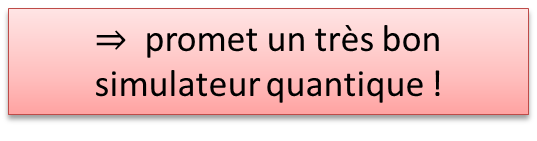 ⇒ promet un très bon
simulateur quantique !